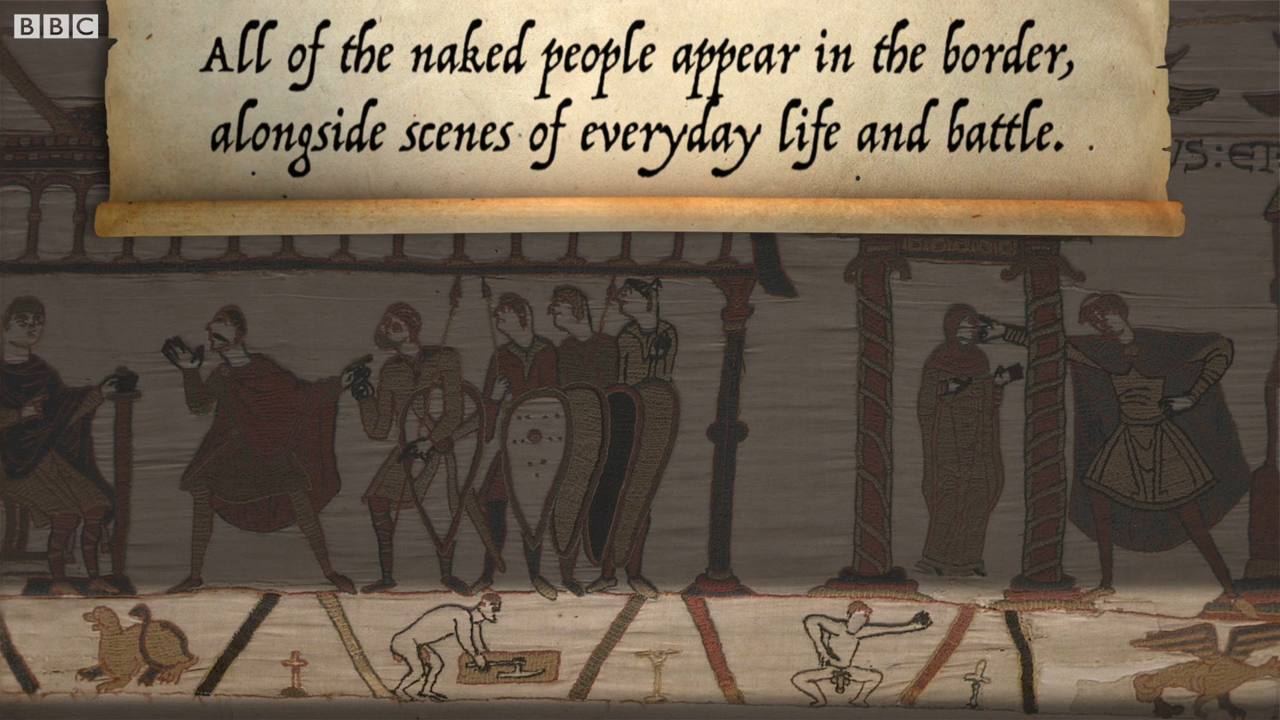 BBC
All of the naked people appear in the border,
alongside scenes of everyday life and battle.